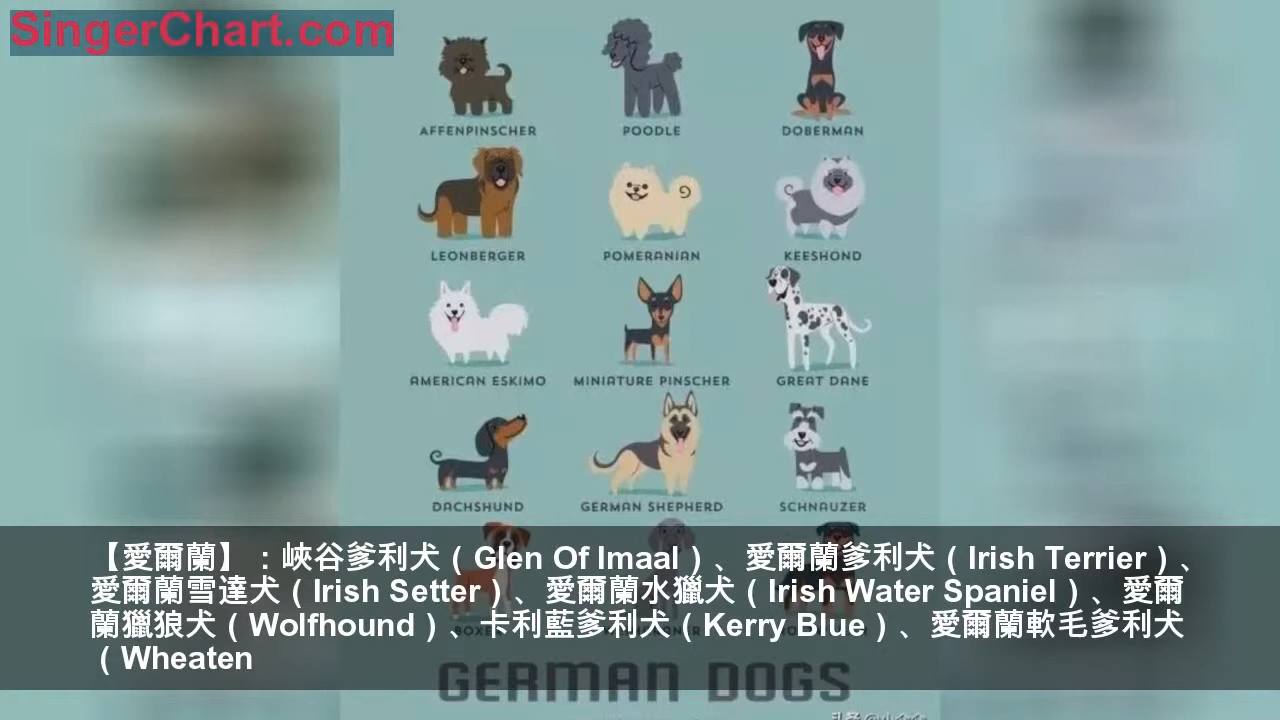 SingerChart.com
AFFENPINSCHER POODLE DOBERMAN
LEONBERGER POMERANIAN KEESHOND
AMERICAN ESKIMO MINIATURE PINSCHER GREAT DANE
DACHSHUND GERMAN SHEPHERD SCHNAUZER
【愛爾蘭】：峽谷爹利犬（Glen Of Imaal）、愛爾蘭爹利犬（Irish Terrier）、
愛爾蘭雪達犬（Irish Setter）、愛爾蘭水獵犬（Irish Water Spaniel）、愛爾
蘭獵狼犬（Wolfhound）、卡利藍爹利犬（Kerry Blue）、愛爾蘭軟毛爹利犬
（Wheaten
GERMAN DOGS